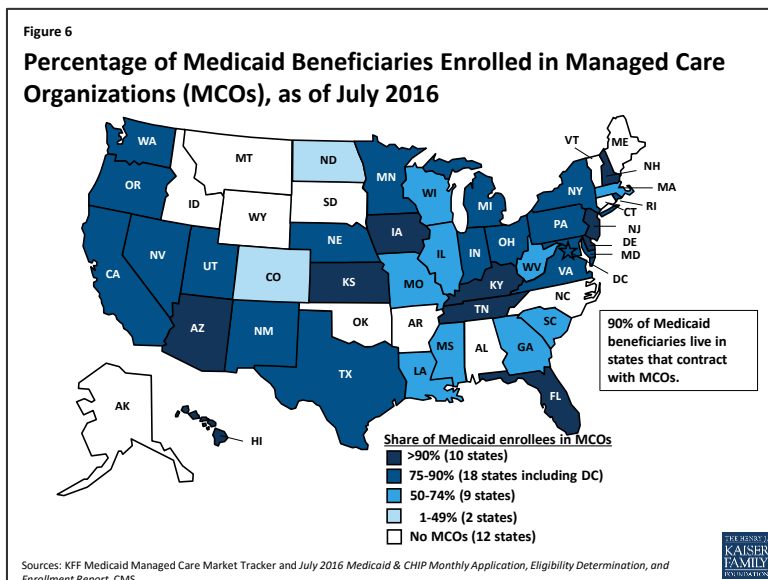 Figure 6
Percentage of Medicaid Beneficiaries Enrolled in Managed Care
Organizations (MCOs), as of July 2016
WA
MT
ND
MN
VT
ME
NH
OR
ID
SD
WI
MI
NY
MA
WY
RI
CT
NV
NE
IA
PA
NJ
CA
UT
CO
IL
IN
OH
DE
MD
KS
MO
KY
WV
VA
DC
AZ
NM
OK
AR
TN
NC
SC
TX
LA
MS
AL
GA
FL
AK
HI
90% of Medicaid
beneficiaries live in
states that contract
with MCOs.
Share of Medicaid enrollees in MCOs
>90% (10 states)
75-90% (18 states including DC)
50-74% (9 states)
1-49% (2 states)
No MCOs (12 states)
Sources: KFF Medicaid Managed Care Market Tracker and July 2016 Medicaid & CHIP Monthly Application, Eligibility Determination, and
Enrollment Report, CMS
THE HENRY J.
KAISER
FAMILY
FOUNDATION